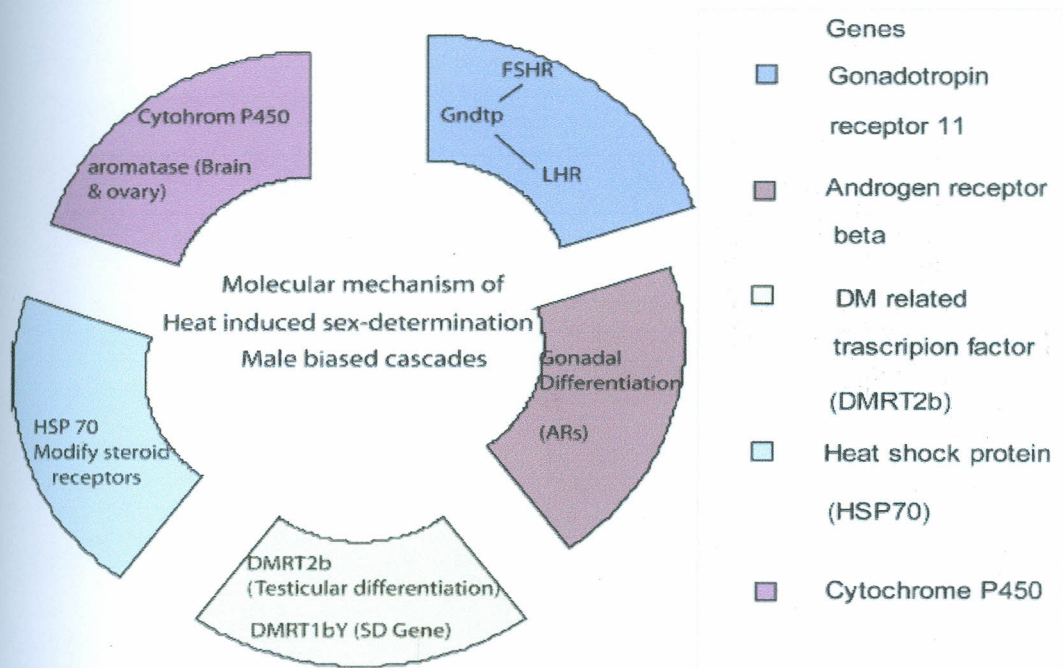 Cytohrom P450
aromatase (Brain
& ovary)
FSHR
Gndtp
LHR
Molecular mechanism of
Heat induced sex-determination
Male biased cascades
Gonadal
Differentiation
(ARs)
HSP 70
Modify steroid
receptors
DMRT2b
(Testicular differentiation)
DMRT1bY (SD Gene)
Genes
Gonadotropin
receptor 11
Androgen receptor
beta
DM related
trascripion factor
(DMRT2b)
Heat shock protein
(HSP70)
Cytochrome P450